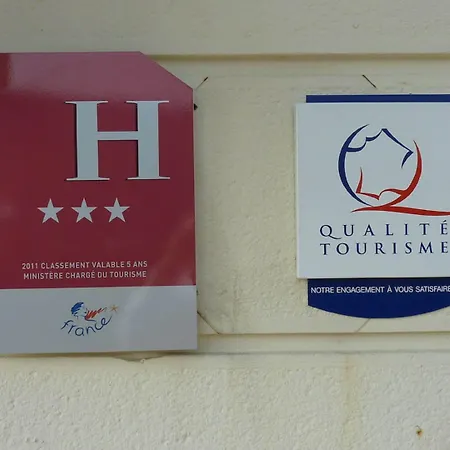 H
2011 CLASSEMENT VALABLE 5 ANS
MINISTÈRE CHARGÉ DU TOURISME
france
QUALITÉ
TOURISME
NOTRE ENGAGEMENT À VOUS SATISFAIRE